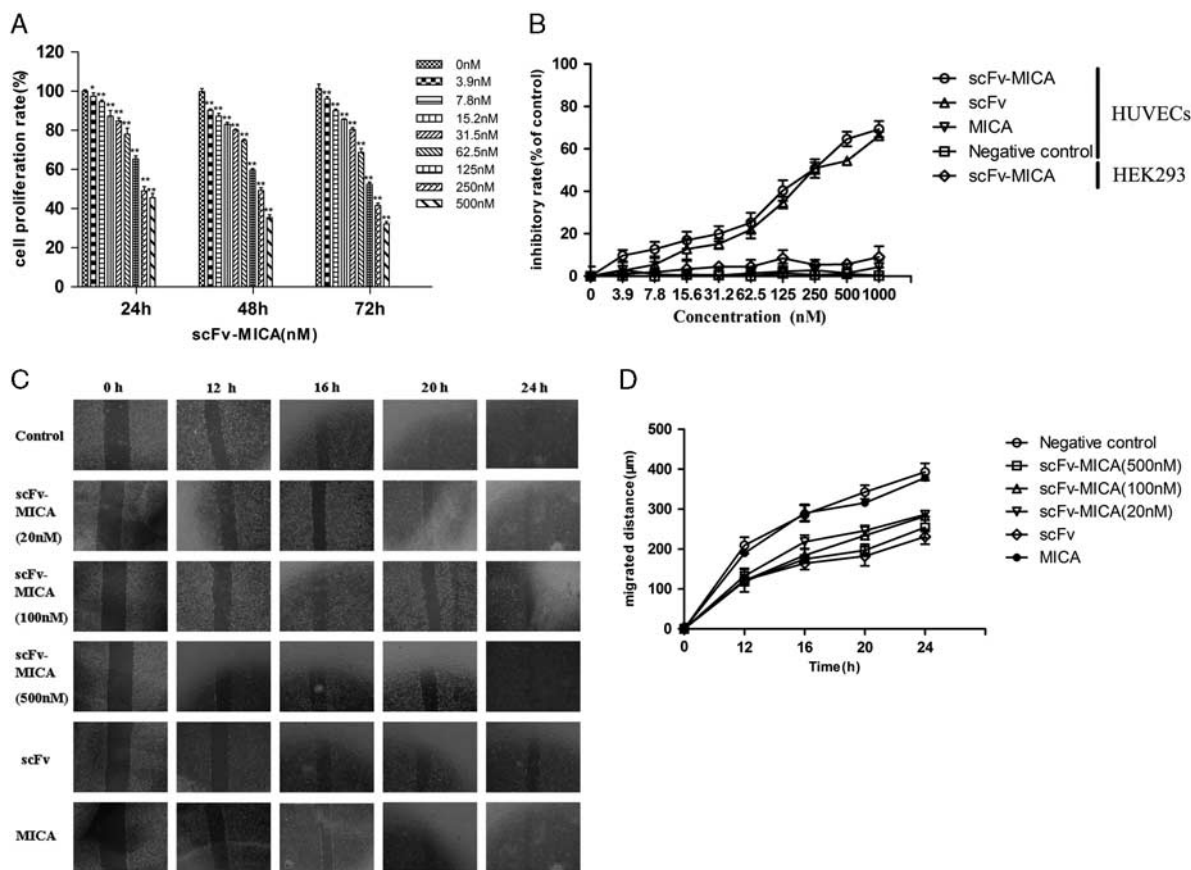 A
cell proliferation rate(%)
120
100
80
60
40
20
0
* ** ** ** ** ** ** **
** ** ** ** ** ** ** **
** ** ** ** ** ** ** **
24h 48h 72h
scFv-MICA(nM)
0nM
3.9nM
7.8nM
15.2nM
31.5nM
62.5nM
125nM
250nM
500nM
B
inhibitory rate(% of control)
100
80
60
40
20
0
0 3.9 7.8 15.6 31.2 62.5 125 250 500 1000
Concentration (nM)
scFv-MICA
scFv
MICA
Negative control
scFv-MICA
HUVECs
HEK293
C
0 h 12 h 16 h 20 h 24 h
Control
scFv-
MICA
(20nM)
scFv-
MICA
(100nM)
scFv-
MICA
(500nM)
scFv
MICA
D
migrated distance(µm)
500
400
300
200
100
0
0 12 16 20 24
Time(h)
Negative control
scFv-MICA(500nM)
scFv-MICA(100nM)
scFv-MICA(20nM)
scFv
MICA